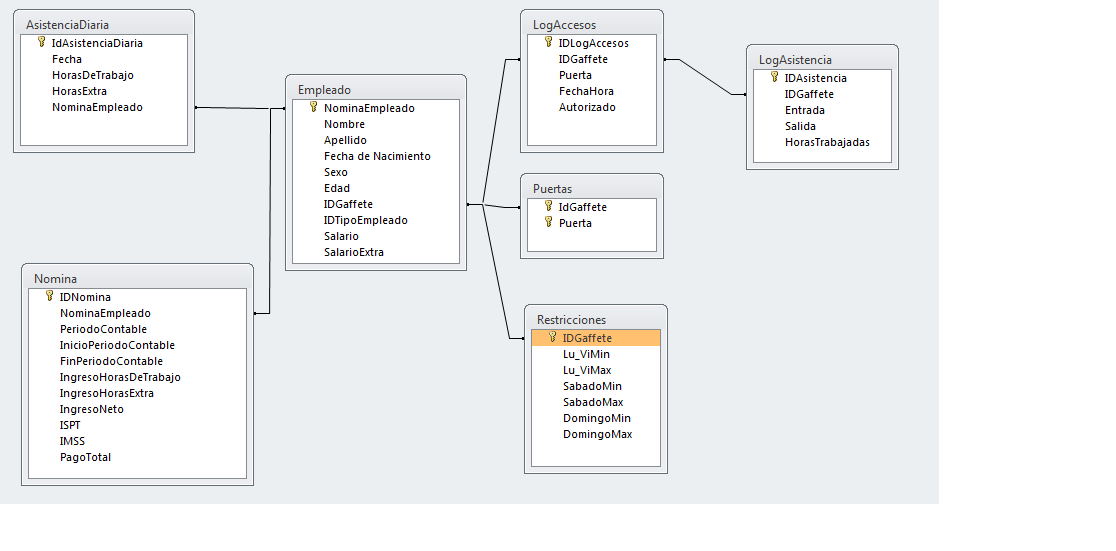 AsistenciaDiaria
IdAsistenciaDiaria
Fecha
HorasDeTrabajo
HorasExtra
NominaEmpleado
Empleado
NominaEmpleado
Nombre
Apellido
Fecha de Nacimiento
Sexo
Edad
IDGaffete
IDTipoEmpleado
Salario
SalarioExtra
LogAccesos
IDLogAccesos
IDGaffete
Puerta
FechaHora
Autorizado
LogAsistencia
IDAsistencia
IDGaffete
Entrada
Salida
HorasTrabajadas
Puertas
IdGaffete
Puerta
Nomina
IDNomina
NominaEmpleado
PeriodoContable
InicioPeriodoContable
FinPeriodoContable
IngresoHorasDeTrabajo
IngresoHorasExtra
IngresoNeto
ISPT
IMSS
PagoTotal
Restricciones
IDGaffete
Lu_ViMin
Lu_ViMax
SabadoMin
SabadoMax
DomingoMin
DomingoMax